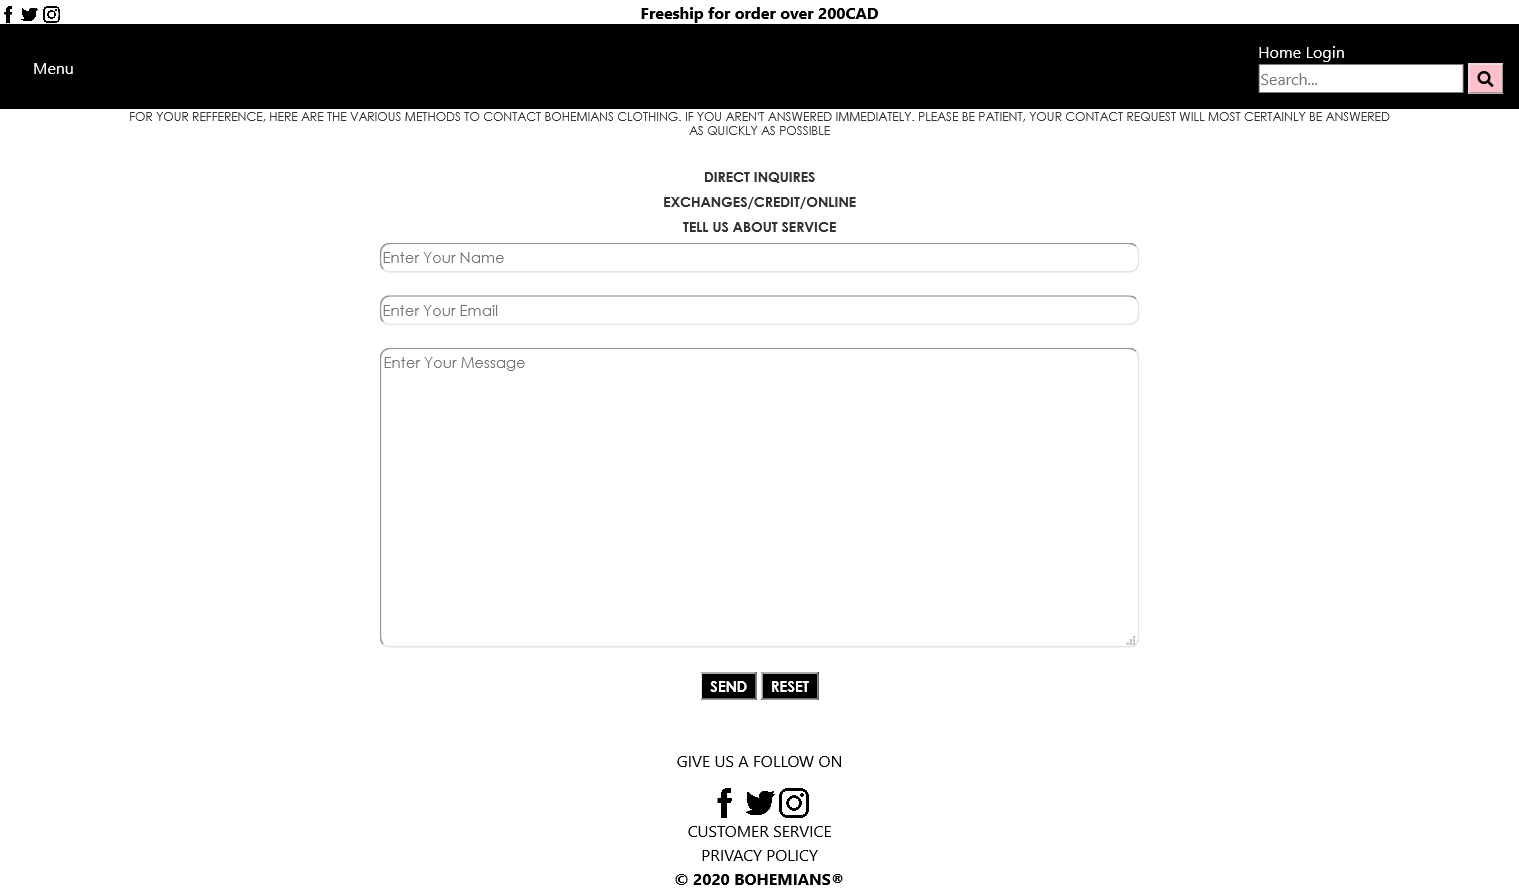 Freeship for order over 200CAD
Menu
Home Login
Search...
FOR YOUR REFFERENCE, HERE ARE THE VARIOUS METHODS TO CONTACT BOHEMIANS CLOTHING. IF YOU AREN'T ANSWERED IMMEDIATELY. PLEASE BE PATIENT, YOUR CONTACT REQUEST WILL MOST CERTAINLY BE ANSWERED
AS QUICKLY AS POSSIBLE
DIRECT INQUIRES
EXCHANGES/CREDIT/ONLINE
TELL US ABOUT SERVICE
Enter Your Name
Enter Your Email
Enter Your Message
SEND RESET
GIVE US A FOLLOW ON
CUSTOMER SERVICE
PRIVACY POLICY
© 2020 BOHEMIANS®